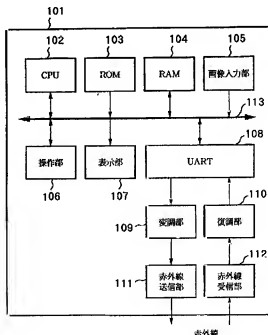 101
102 103 104 105
CPU ROM RAM 画像入力部
113
108
操作部 表示部 UART
106 107
110
109 変調部 復調部
112
111 赤外線
送信部 赤外線
受信部
赤外線